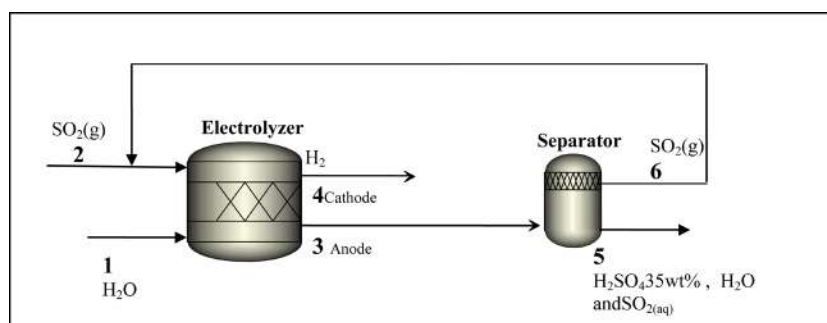 SO₂(g)
2
Electrolyzer
H₂
4Cathode
3 Anode
1
H₂O
Separator
SO₂(g)
6
5
H₂SO₄35wt% , H₂O
andSO₂₍aq₎